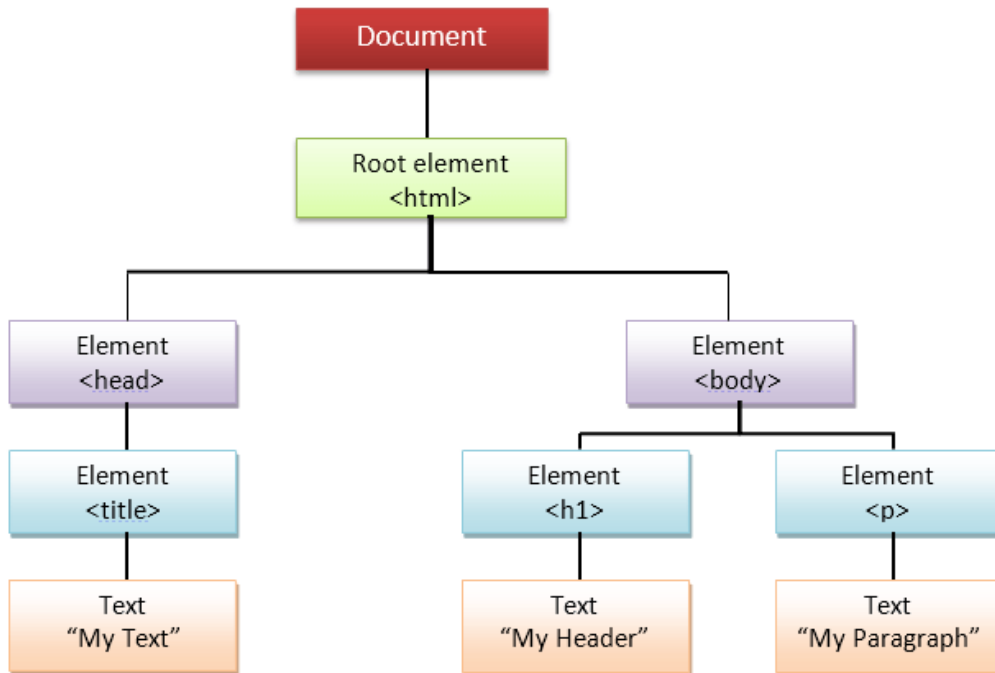 Document
Root element
<html>
Element
<head>
Element
<body>
Element
<title>
Element
<h1>
Element
<p>
Text
“My Text”
Text
“My Header”
Text
“My Paragraph”